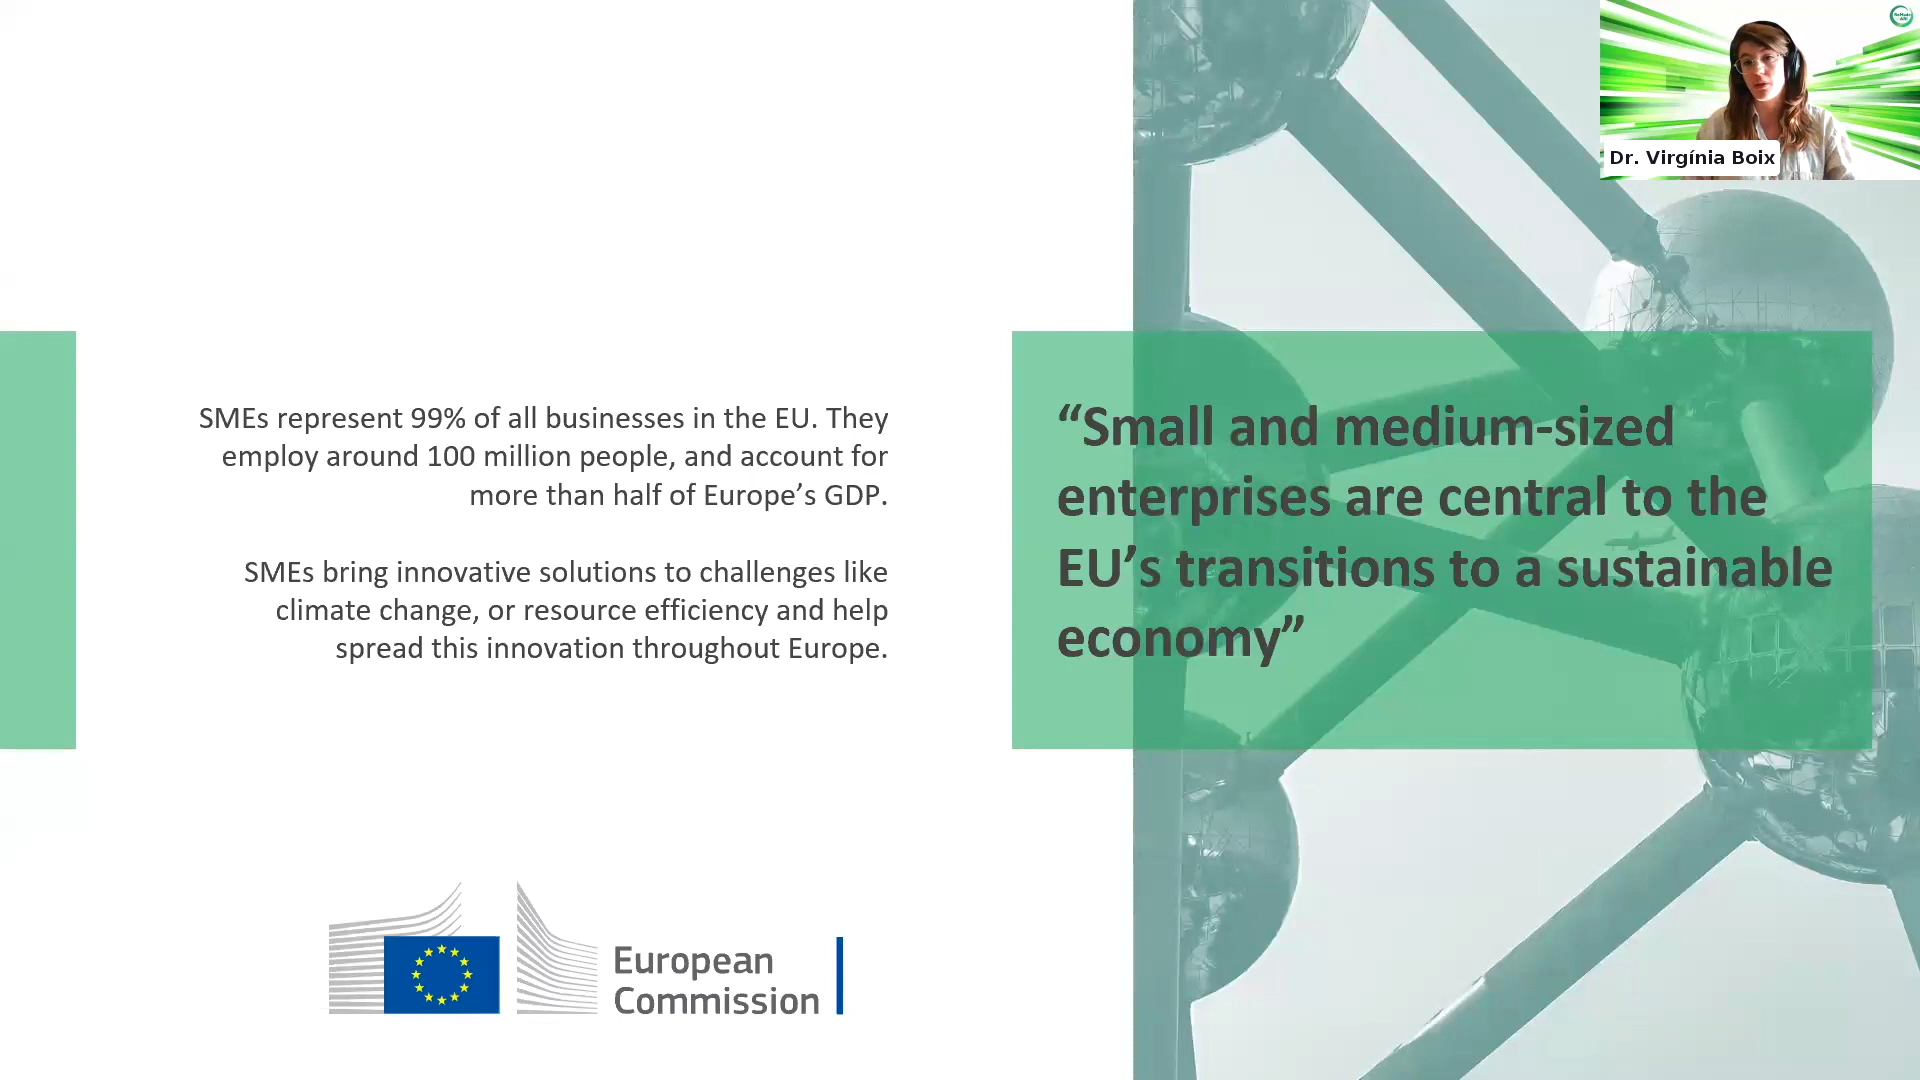 Dr. Virgínia Boix
SMEs represent 99% of all businesses in the EU. They
employ around 100 million people, and account for
more than half of Europe’s GDP.
SMEs bring innovative solutions to challenges like
climate change, or resource efficiency and help
spread this innovation throughout Europe.
“Small and medium-sized
enterprises are central to the
EU’s transitions to a sustainable
economy”
European
Commission